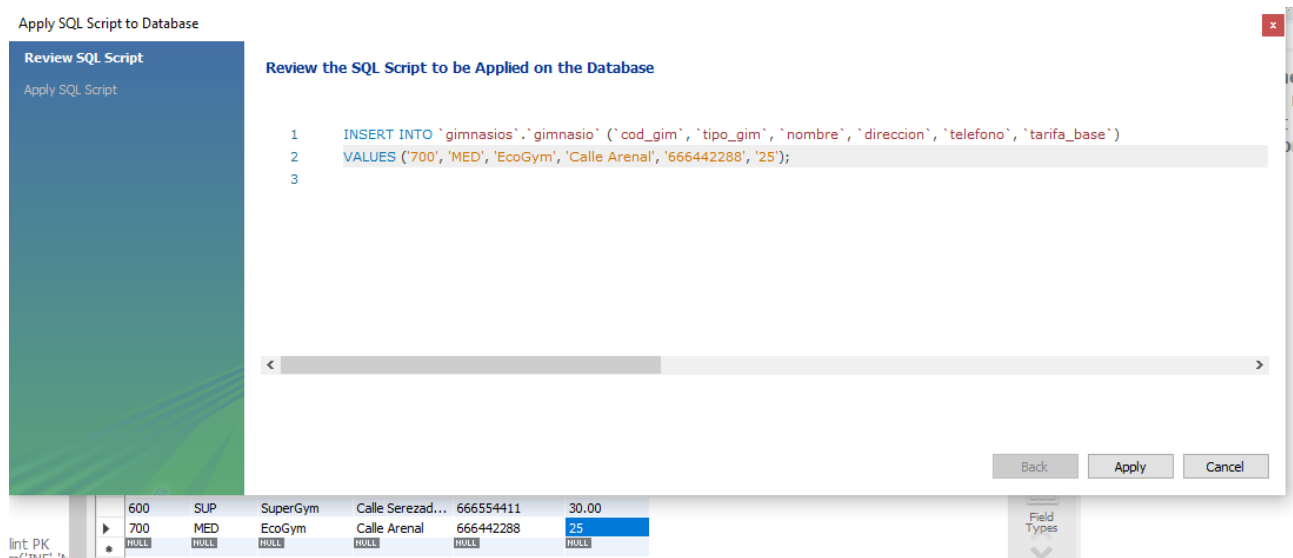 Apply SQL Script to Database
x
Review SQL Script
Apply SQL Script
Review the SQL Script to be Applied on the Database
1 INSERT INTO `gimnasios`.`gimnasio` (`cod_gim`, `tipo_gim`, `nombre`, `direccion`, `telefono`, `tarifa_base`)
2 VALUES ('700', 'MED', 'EcoGym', 'Calle Arenal', '666442288', '25');
3
Back Apply Cancel
600 SUP SuperGym Calle Serezad... 666554411 30.00
700 MED EcoGym Calle Arenal 666442288 25
NULL NULL NULL NULL NULL NULL
Field
Types
PK